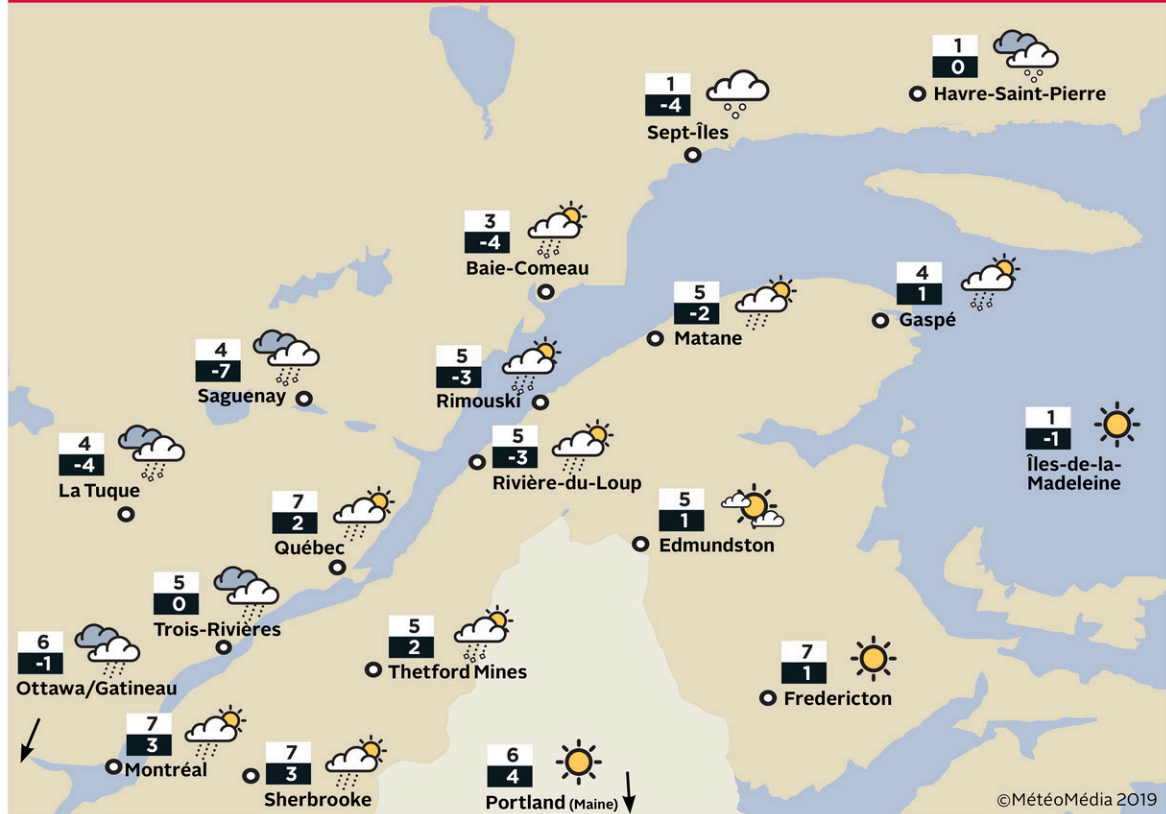 1
0
Havre-Saint-Pierre
1
-4
Sept-Îles
3
-4
Baie-Comeau
4
1
Gaspé
5
-2
Matane
4
-7
Saguenay
5
-3
Rimouski
1
-1
Îles-de-la-
Madeleine
4
-4
La Tuque
5
-3
Rivière-du-Loup
7
2
Québec
5
1
Edmundston
5
0
Trois-Rivières
5
2
Thetford Mines
6
-1
Ottawa/Gatineau
7
1
Fredericton
7
3
Montréal
7
3
Sherbrooke
6
4
Portland (Maine)
©MétéoMédia 2019